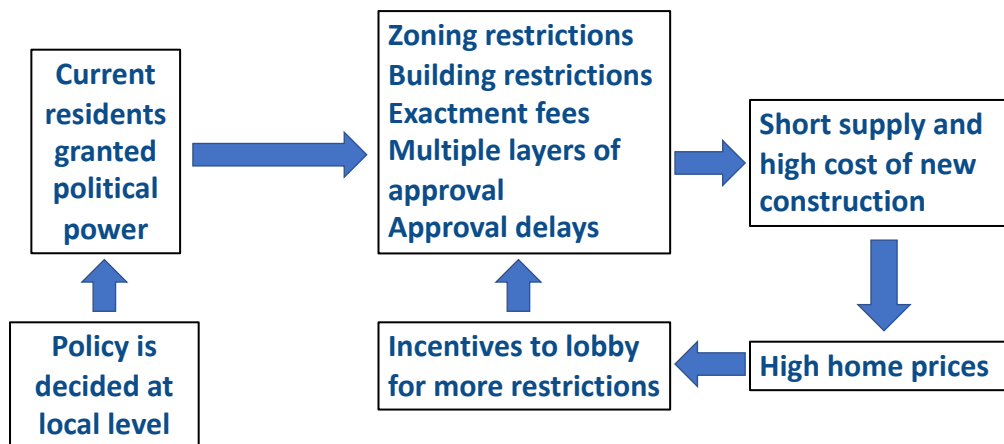 Current
residents
granted
political
power
Zoning restrictions
Building restrictions
Exactment fees
Multiple layers of
approval
Approval delays
Short supply and
high cost of new
construction
Policy is
decided at
local level
Incentives to lobby
for more restrictions
High home prices